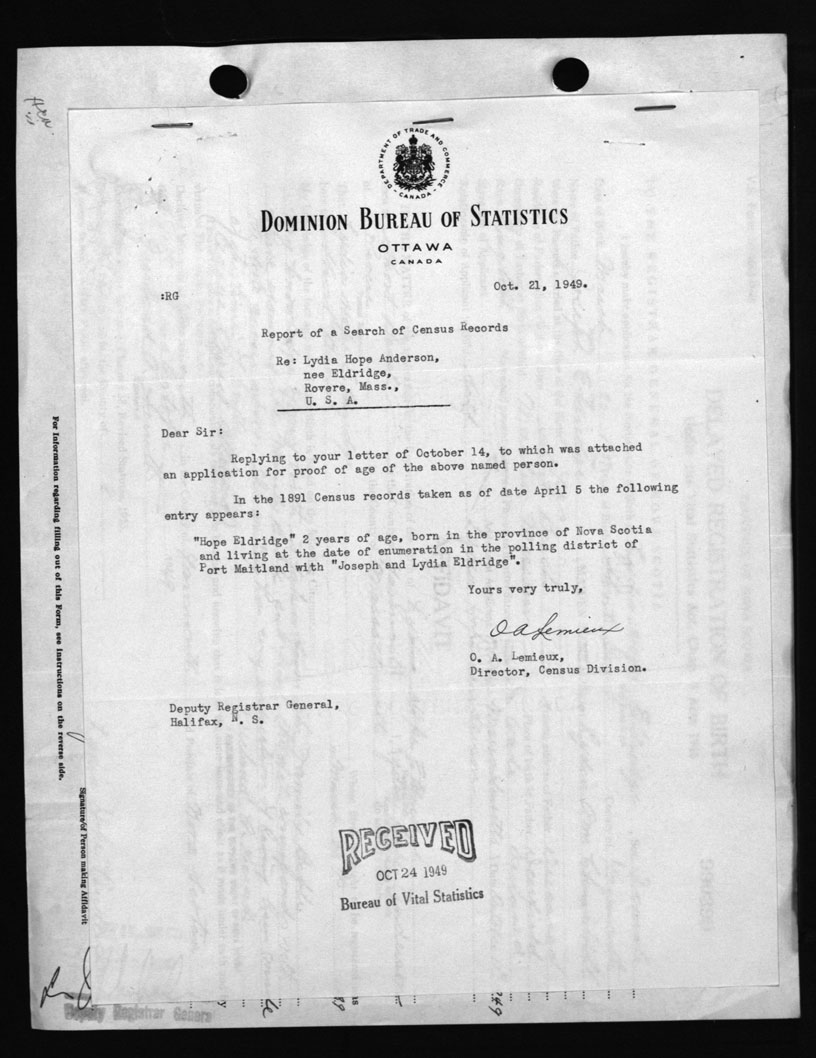 DEPARTMENT OF TRADE AND COMMERCE
CANADA
DOMINION BUREAU OF STATISTICS
OTTAWA
CANADA
Oct. 21, 1949.
:RG
Report of a Search of Census Records
Re: Lydia Hope Anderson,
nee Eldridge,
Rovere, Mass.,
U. S. A.
Dear Sir:
Replying to your letter of October 14, to which was attached
an application for proof of age of the above named person.
In the 1891 Census records taken as of date April 5 the following
entry appears:
"Hope Eldridge" 2 years of age, born in the province of Nova Scotia
and living at the date of enumeration in the polling district of
Port Maitland with "Joseph and Lydia Eldridge".
Yours very truly,
O A Lemieux
O. A. Lemieux,
Director, Census Division.
Deputy Registrar General,
Halifax, N. S.
RECEIVED
OCT 24 1949
Bureau of Vital Statistics
For Information regarding filling out of this Form, see Instructions on the reverse side.
Signature of Person making Affidavit
Deputy Registrar General